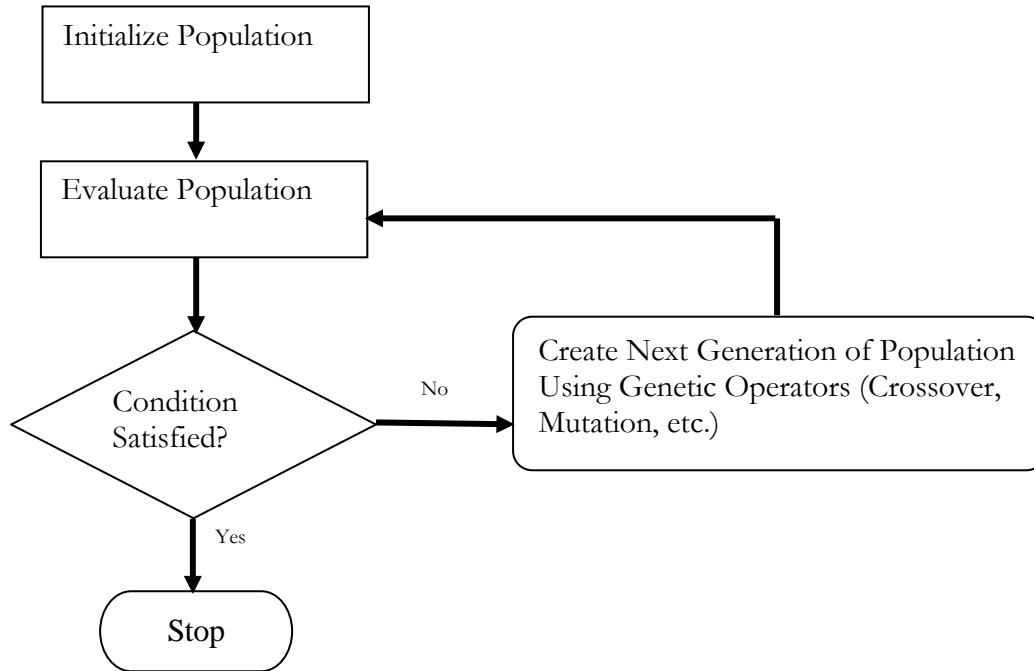 Initialize Population
Evaluate Population
Condition
Satisfied?
No
Create Next Generation of Population
Using Genetic Operators (Crossover,
Mutation, etc.)
Yes
Stop